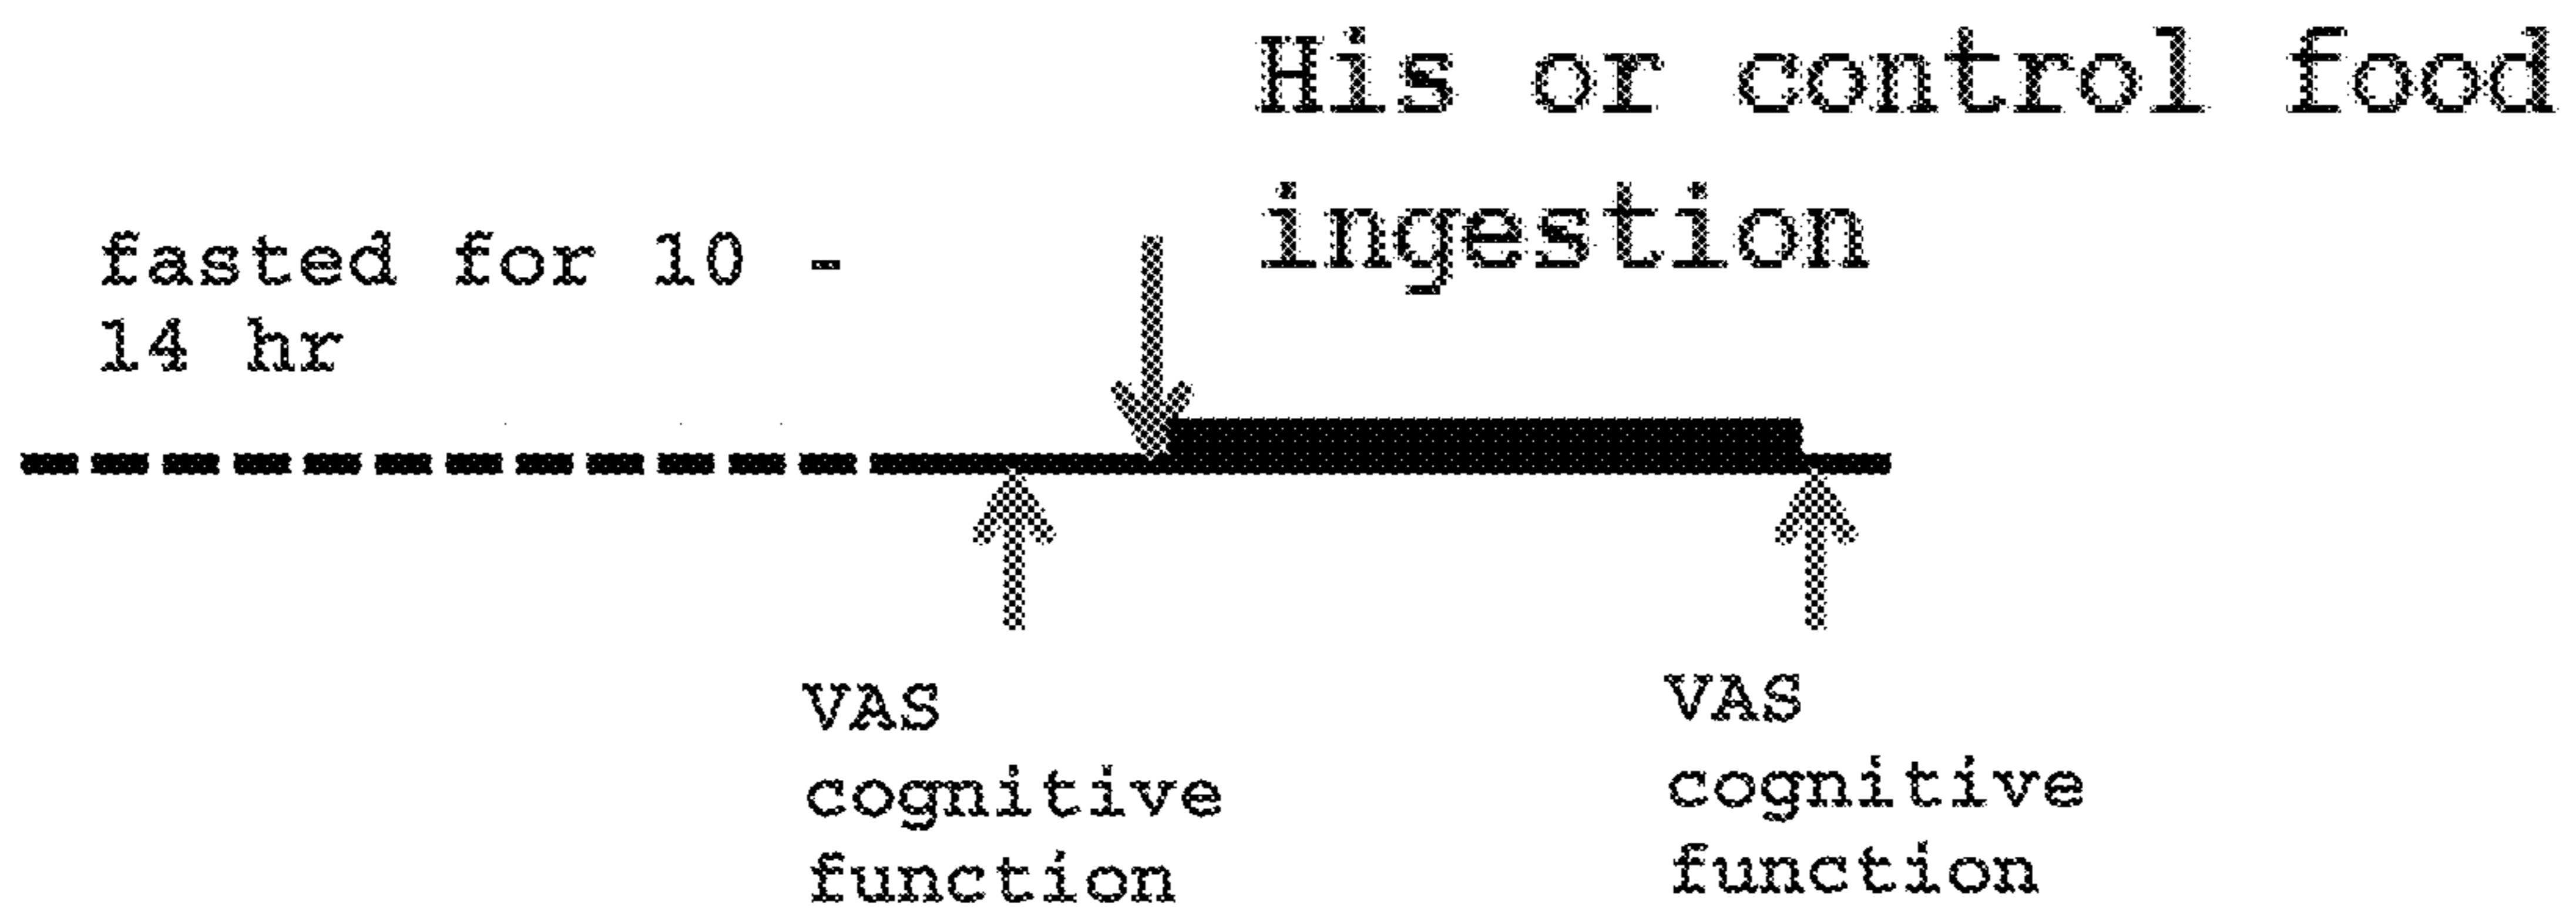 His or control food
ingestion
fasted for 10 -
14 hr
VAS
cognitive
function
VAS
cognitive
function